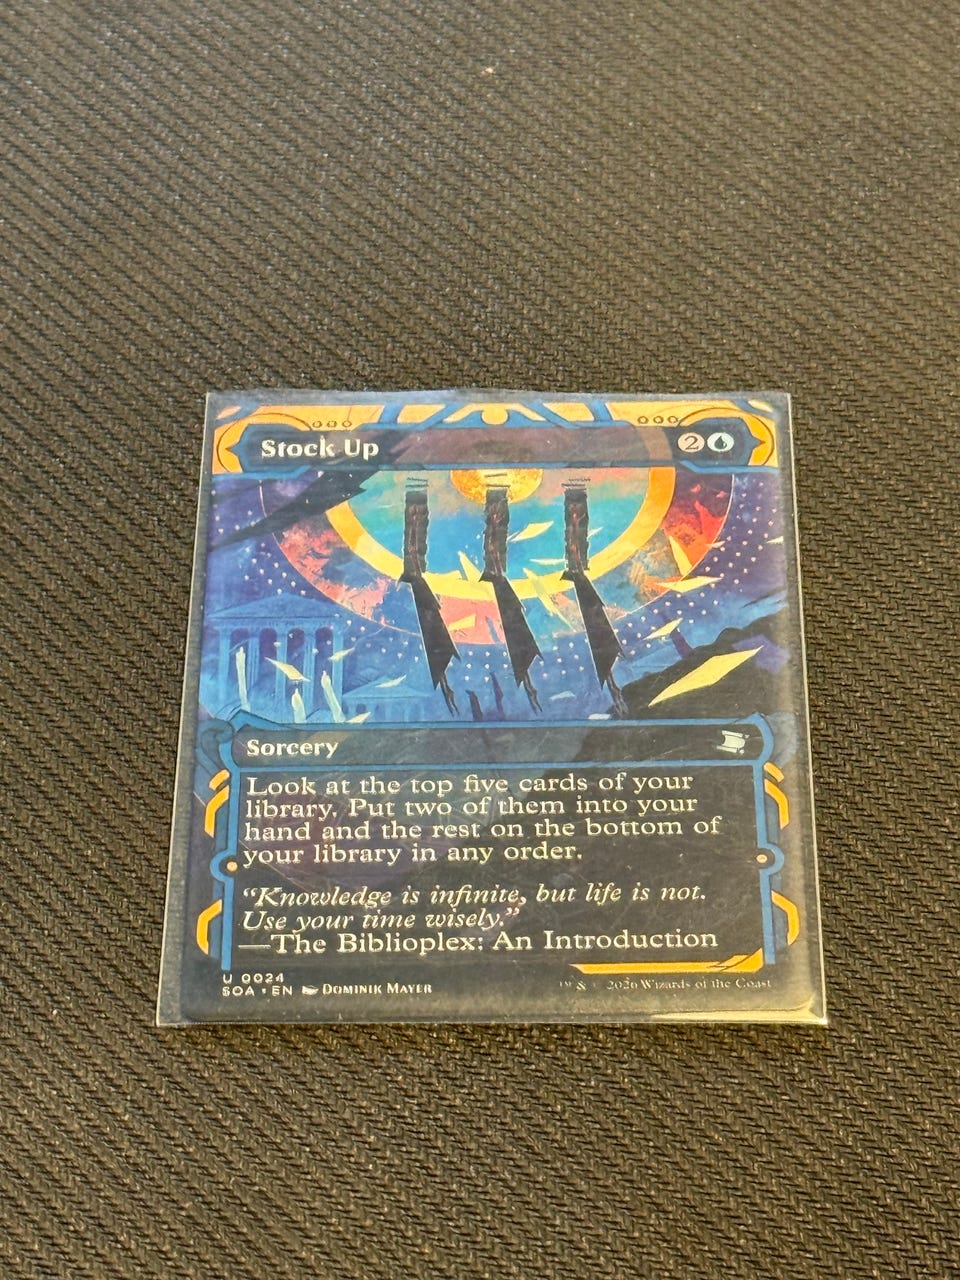 Stock Up 2
Sorcery
Look at the top five cards of your
library. Put two of them into your
hand and the rest on the bottom of
your library in any order.
“Knowledge is infinite, but life is not.
Use your time wisely.”
—The Biblioplex: An Introduction
U 0024
SOA • EN DOMINIK MAYER
™ & © 2026 Wizards of the Coast